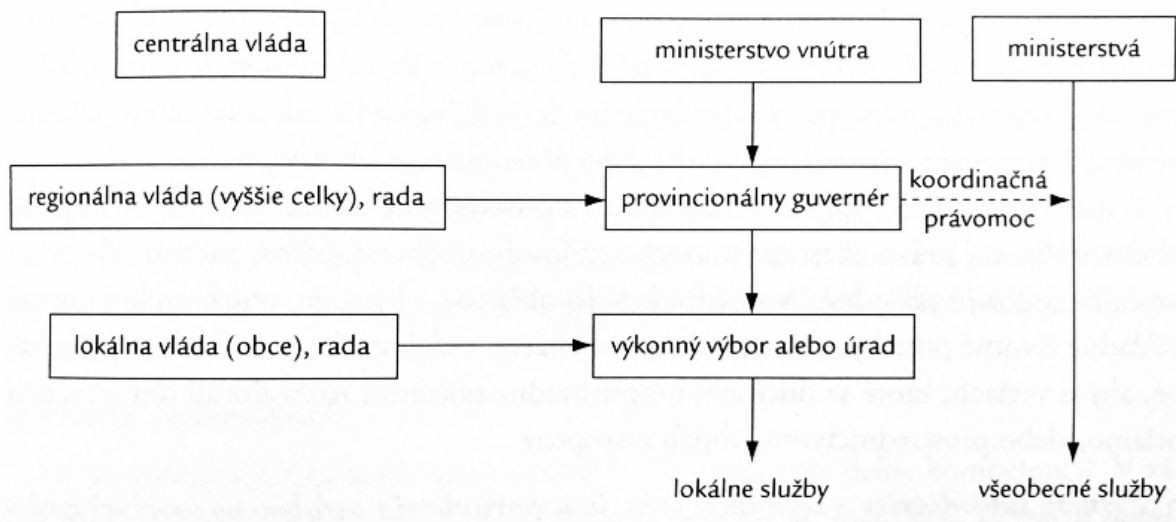 centrálna vláda
ministerstvo vnútra
ministerstvá
regionálna vláda (vyššie celky), rada
provincionálny guvernér
koordinačná
právomoc
lokálna vláda (obce), rada
výkonný výbor alebo úrad
lokálne služby
všeobecné služby